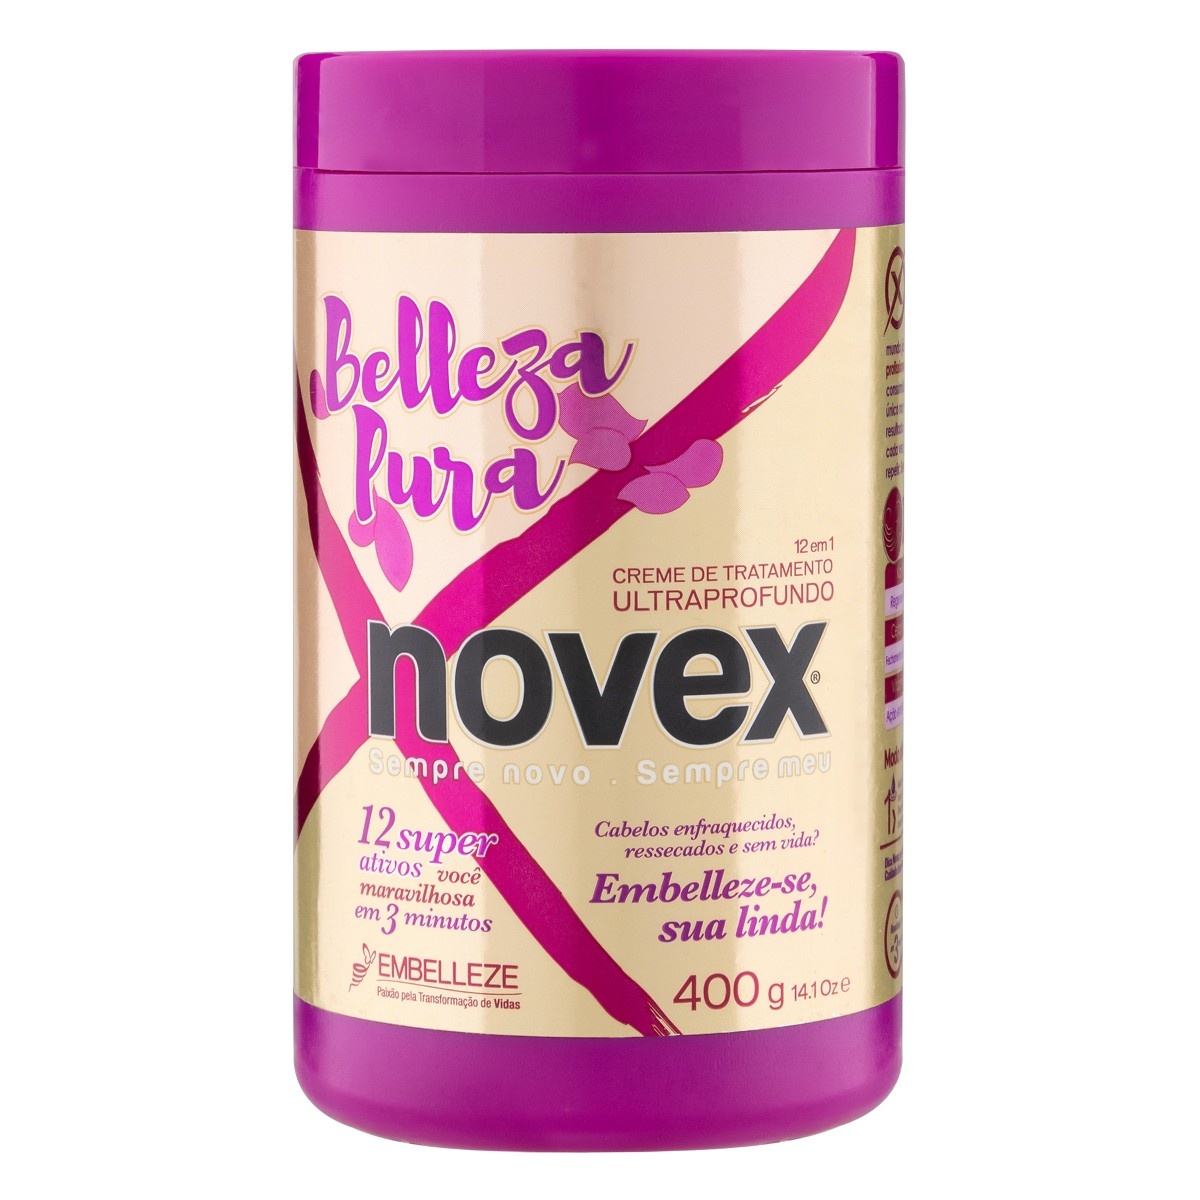 Belleza
Pura
12 em 1
CREME DE TRATAMENTO
ULTRAPROFUNDO
novex®
Sempre novo . Sempre meu
12 super
ativos você
maravilhosa
em 3 minutos
Cabelos enfraquecidos,
ressecados e sem vida?
Embelleze-se,
sua linda!
EMBELLEZE
Paixão pela Transformação de Vidas
400 g 14.1 Oz e